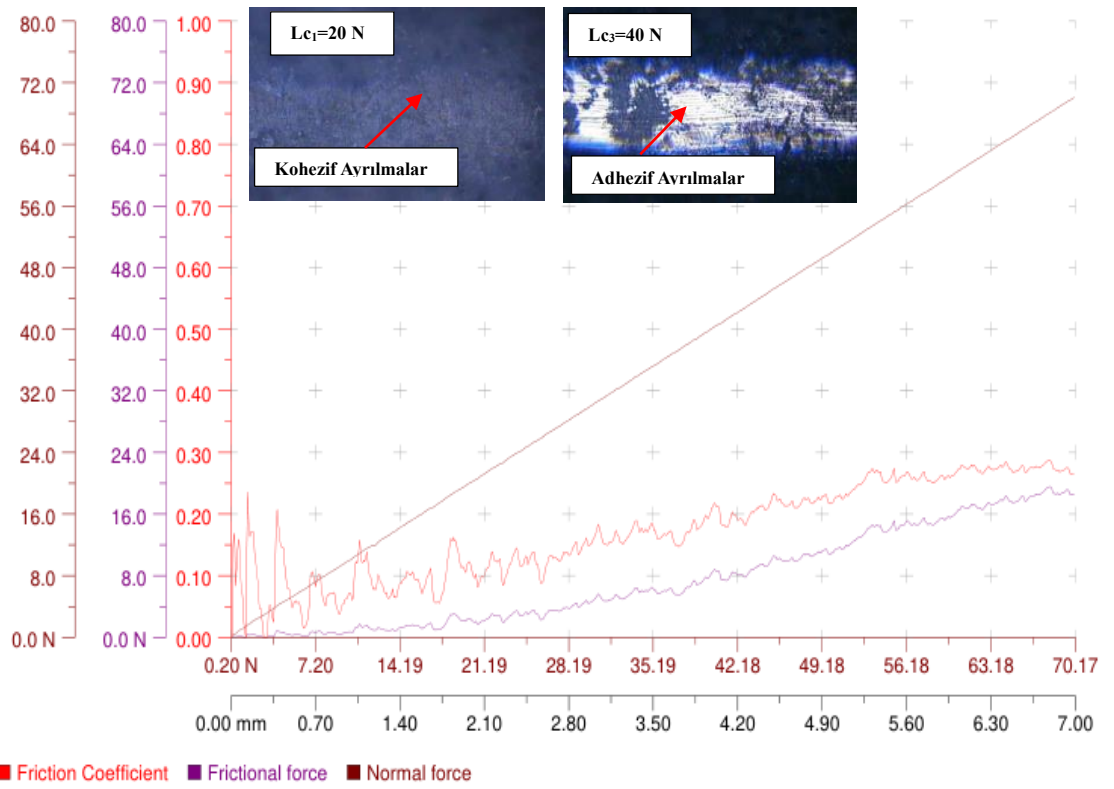 80.0 80.0 1.00
Lc₁=20 N Lc₃=40 N
72.0 72.0 0.90
64.0 64.0 0.80
Kohezif Ayrılmalar Adhezif Ayrılmalar
56.0 56.0 0.70
48.0 48.0 0.60
40.0 40.0 0.50
32.0 32.0 0.40
24.0 24.0 0.30
16.0 16.0 0.20
8.0 8.0 0.10
0.0 N 0.0 N 0.00
0.20 N 7.20 14.19 21.19 28.19 35.19 42.18 49.18 56.18 63.18 70.17
0.00 mm 0.70 1.40 2.10 2.80 3.50 4.20 4.90 5.60 6.30 7.00
Friction Coefficient Frictional force Normal force